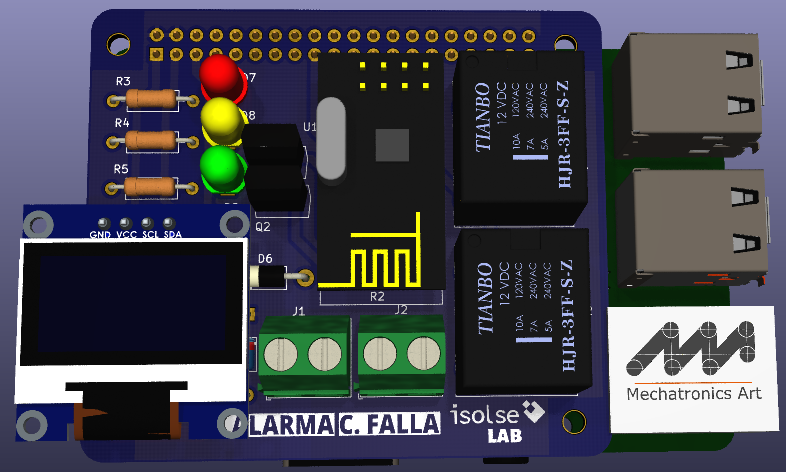 R3
R4
R5
D7
D8
U1
Q2
D6
R2
J1
J2
GND VCC SCL SDA
TIANBO
12 VDC
10A 120VAC
7A 240VAC
5A 240VAC
HJR-3FF-S-Z
TIANBO
12 VDC
10A 120VAC
7A 240VAC
5A 240VAC
HJR-3FF-S-Z
LARMA C. FALLA
isolse
LAB
Mechatronics Art